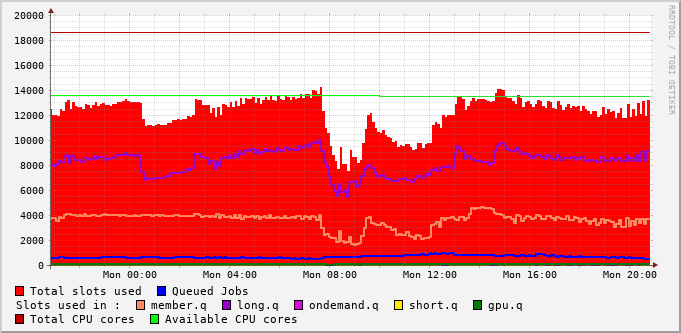 20000
18000
16000
14000
12000
10000
8000
6000
4000
2000
0
Mon 00:00 Mon 04:00 Mon 08:00 Mon 12:00 Mon 16:00 Mon 20:00
Total slots used Queued Jobs
Slots used in : member.q long.q ondemand.q short.q gpu.q
Total CPU cores Available CPU cores
RRDTOOL / TOBI OETIKER